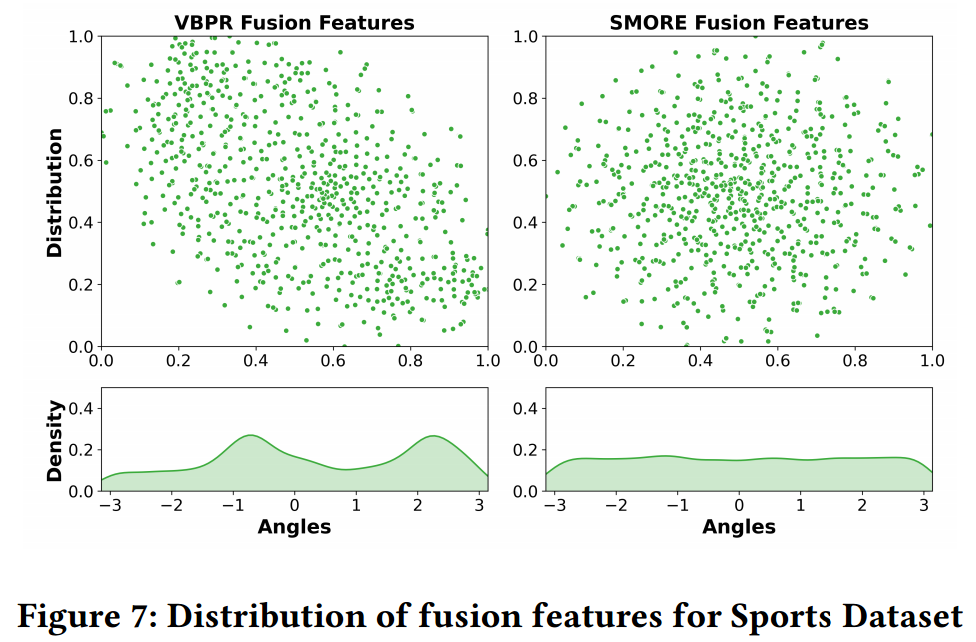 VBPR Fusion Features
SMORE Fusion Features
Distribution
1.0
0.8
0.6
0.4
0.2
0.0
0.0 0.2 0.4 0.6 0.8 1.0
1.0
0.8
0.6
0.4
0.2
0.0
0.0 0.2 0.4 0.6 0.8 1.0
Density
0.4
0.2
0.0
−3 −2 −1 0 1 2 3
Angles
0.4
0.2
0.0
−3 −2 −1 0 1 2 3
Angles
Figure 7: Distribution of fusion features for Sports Dataset